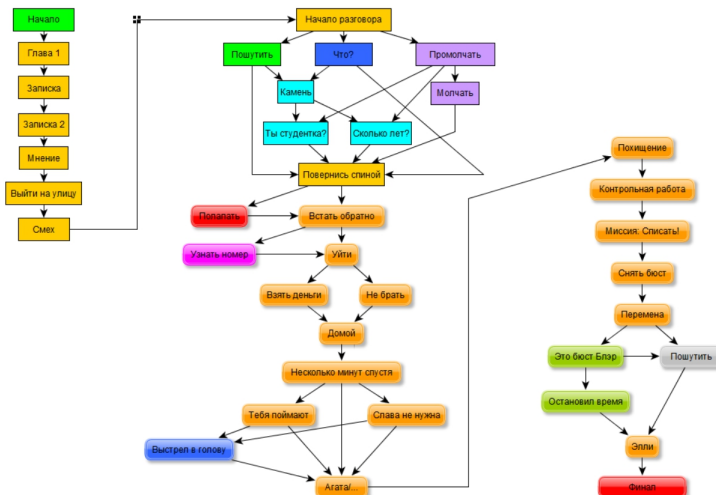 Начало
Глава 1
Записка
Записка 2
Мнение
Выйти на улицу
Смех
Начало разговора
Пошутить
Что?
Промолчать
Камень
Молчать
Ты студентка?
Сколько лет?
Повернись спиной
Полапать
Встать обратно
Узнать номер
Уйти
Взять деньги
Не брать
Домой
Несколько минут спустя
Тебя поймают
Слава не нужна
Выстрел в голову
Агата/...
Похищение
Контрольная работа
Миссия: Списать!
Снять бюст
Перемена
Это бюст Блэр
Пошутить
Остановил время
Элли
Финал